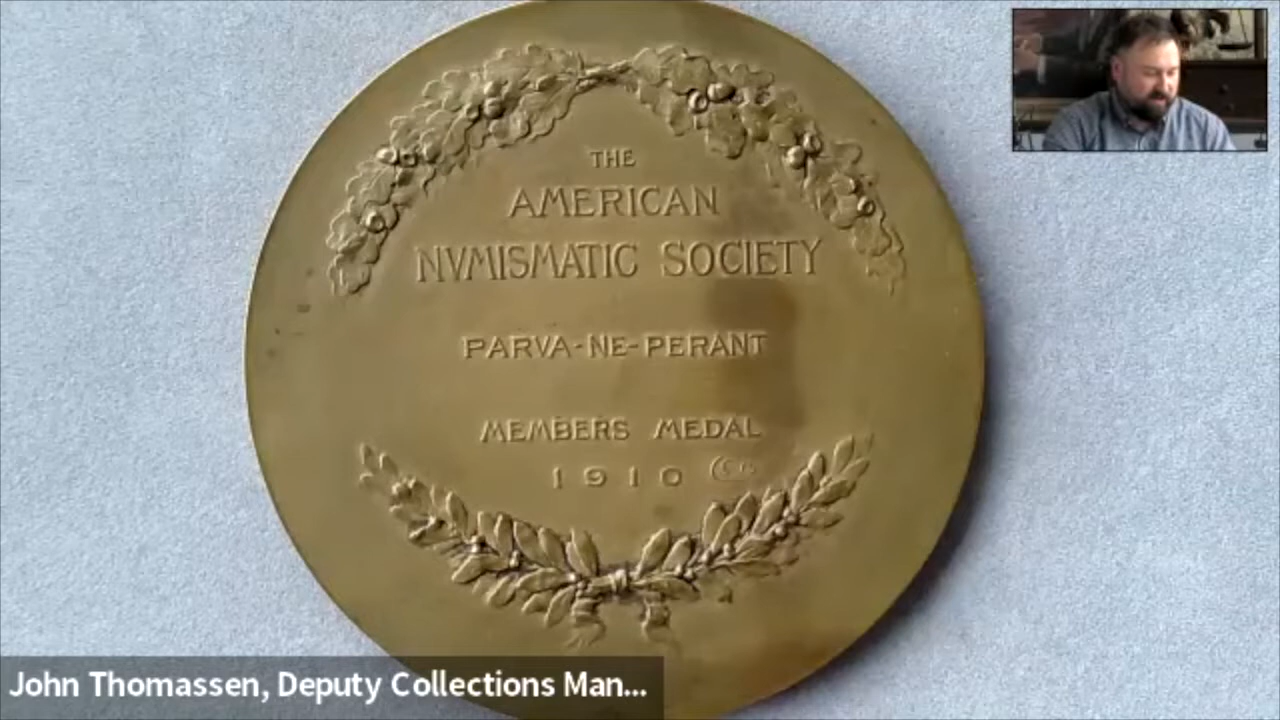 THE
AMERICAN
NVMISMATIC SOCIETY
PARVA-NE-PERANT
MEMBERS MEDAL
1910
John Thomassen, Deputy Collections Man...